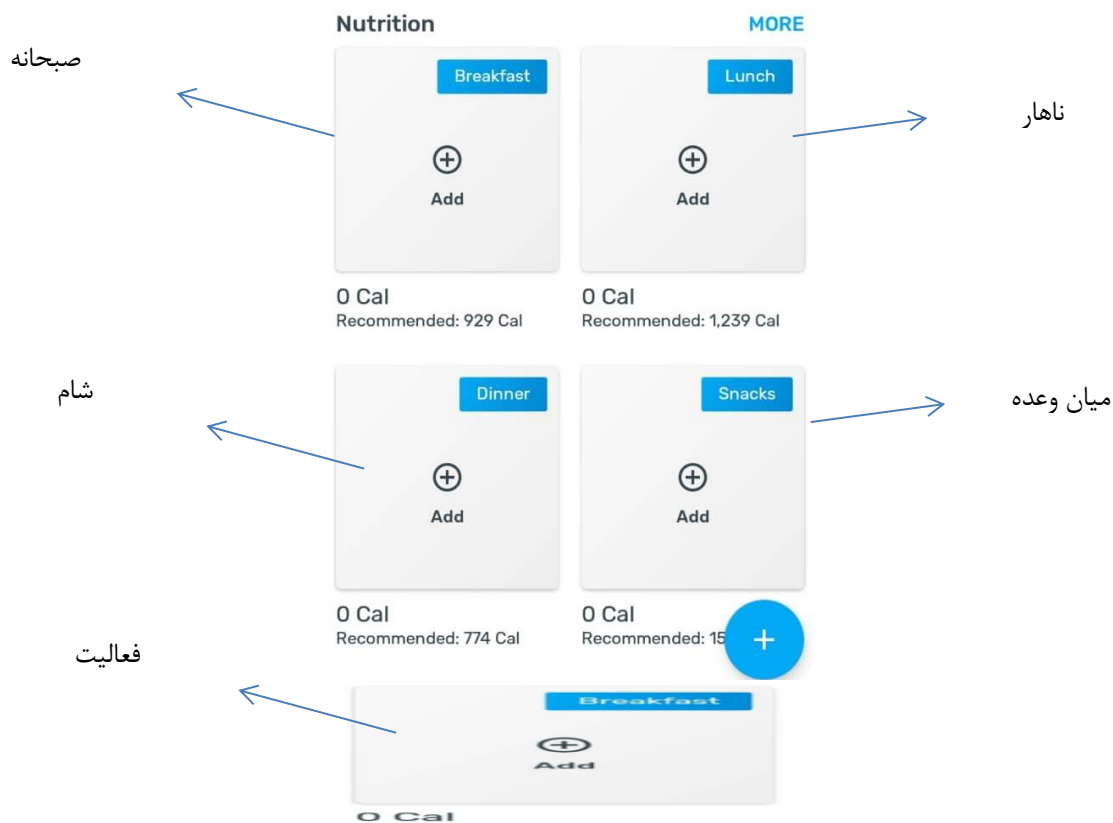 Nutrition MORE
صبحانه
Breakfast
Lunch
ناهار
Add
Add
0 Cal
Recommended: 929 Cal
0 Cal
Recommended: 1,239 Cal
شام
Dinner
Snacks
میان وعده
Add
Add
0 Cal
Recommended: 774 Cal
0 Cal
Recommended: 15
+
فعالیت
Breakfast
Add
0 Cal